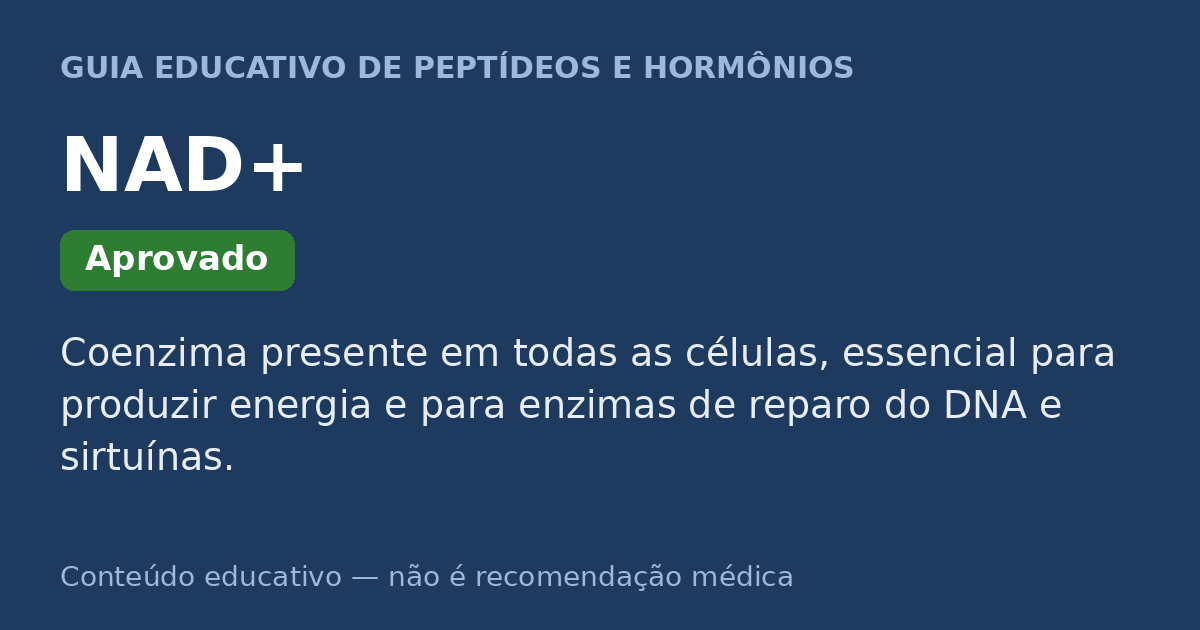 GUIA EDUCATIVO DE PEPTÍDEOS E HORMÔNIOS
NAD+
Aprovado
Coenzima presente em todas as células, essencial para
produzir energia e para enzimas de reparo do DNA e
sirtuínas.
Conteúdo educativo — não é recomendação médica